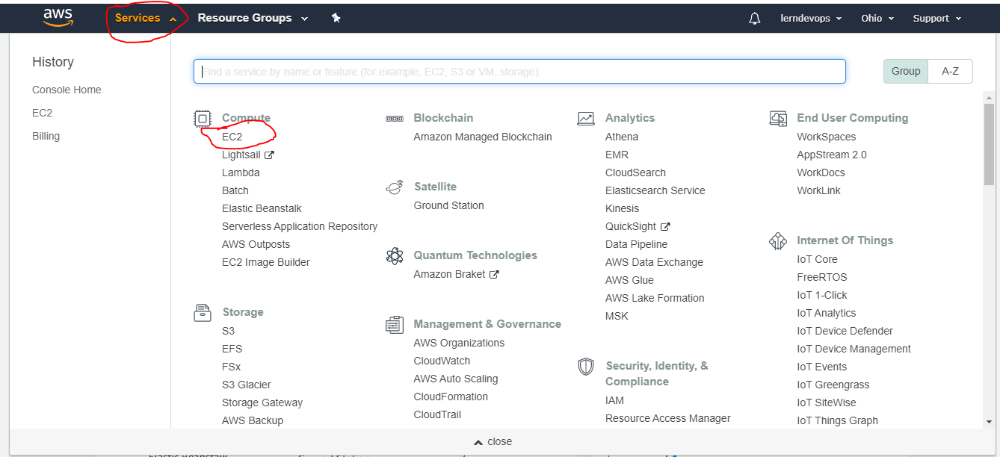 aws
Services
Resource Groups
lerndevops
Ohio
Support
History
Console Home
EC2
Billing
Find a service by name or feature (for example, EC2, S3 or VM, storage).
Group
A-Z
Compute
EC2
Lightsail
Lambda
Batch
Elastic Beanstalk
Serverless Application Repository
AWS Outposts
EC2 Image Builder
Storage
S3
EFS
FSx
S3 Glacier
Storage Gateway
AWS Backup
Blockchain
Amazon Managed Blockchain
Satellite
Ground Station
Quantum Technologies
Amazon Braket
Management & Governance
AWS Organizations
CloudWatch
AWS Auto Scaling
CloudFormation
CloudTrail
Analytics
Athena
EMR
CloudSearch
Elasticsearch Service
Kinesis
QuickSight
Data Pipeline
AWS Data Exchange
AWS Glue
AWS Lake Formation
MSK
Security, Identity, &
Compliance
IAM
Resource Access Manager
End User Computing
WorkSpaces
AppStream 2.0
WorkDocs
WorkLink
Internet Of Things
IoT Core
FreeRTOS
IoT 1-Click
IoT Analytics
IoT Device Defender
IoT Device Management
IoT Events
IoT Greengrass
IoT SiteWise
IoT Things Graph
close